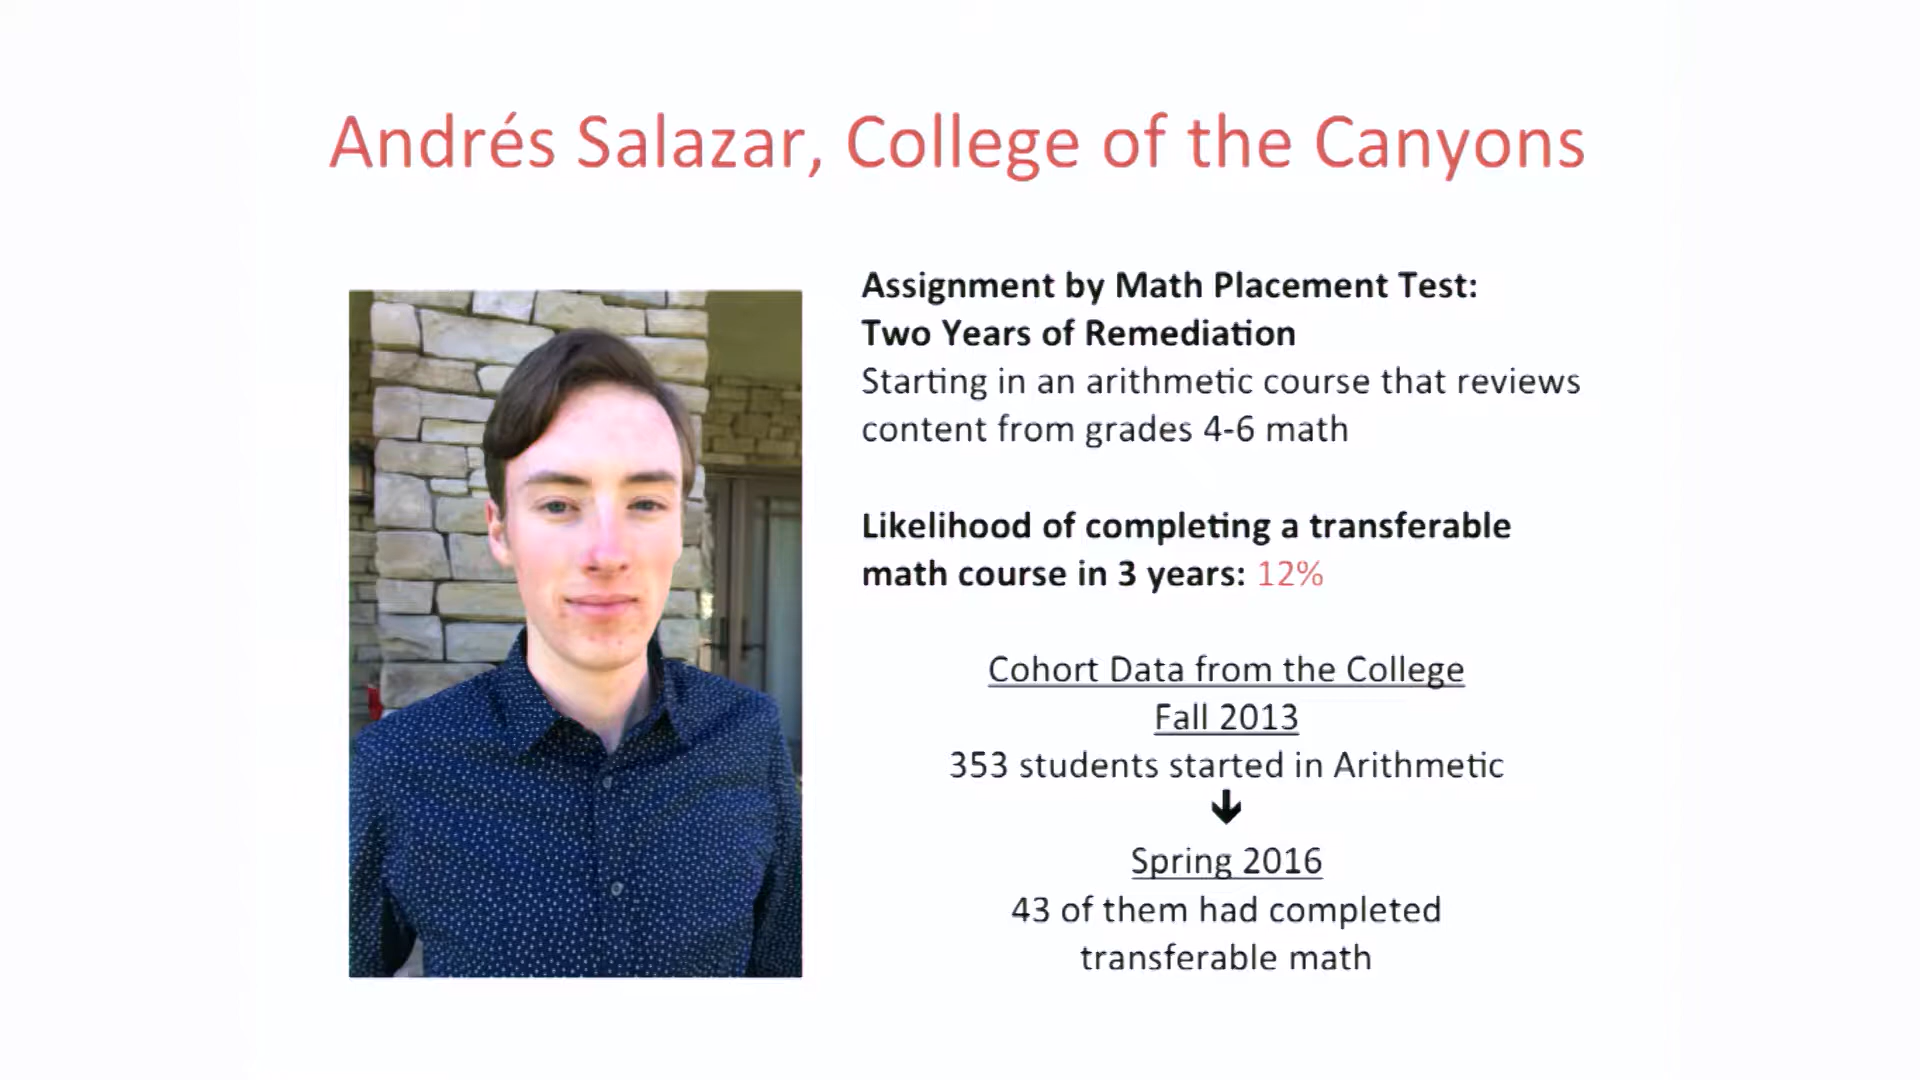 Andrés Salazar, College of the Canyons
Assignment by Math Placement Test:
Two Years of Remediation
Starting in an arithmetic course that reviews
content from grades 4-6 math
Likelihood of completing a transferable
math course in 3 years: 12%
Cohort Data from the College
Fall 2013
353 students started in Arithmetic
↓
Spring 2016
43 of them had completed
transferable math